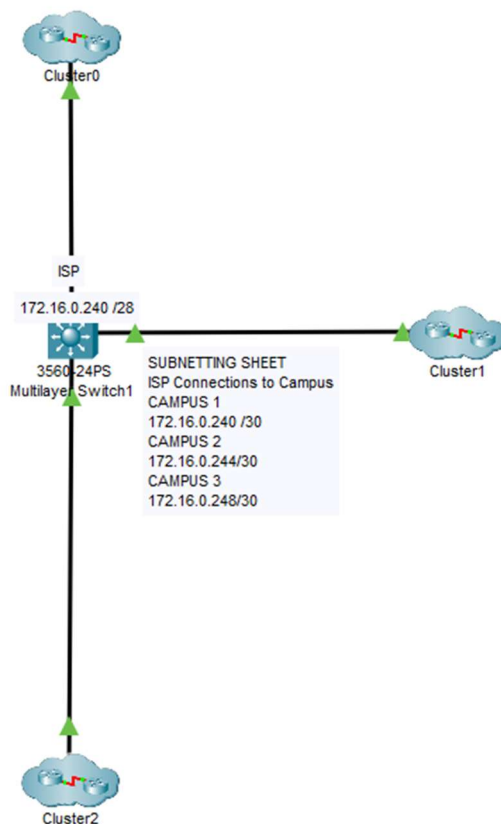 Cluster0
ISP
172.16.0.240 /28
3560-24PS
Multilayer Switch1
Cluster1
SUBNETTING SHEET
ISP Connections to Campus
CAMPUS 1
172.16.0.240 /30
CAMPUS 2
172.16.0.244/30
CAMPUS 3
172.16.0.248/30
Cluster2